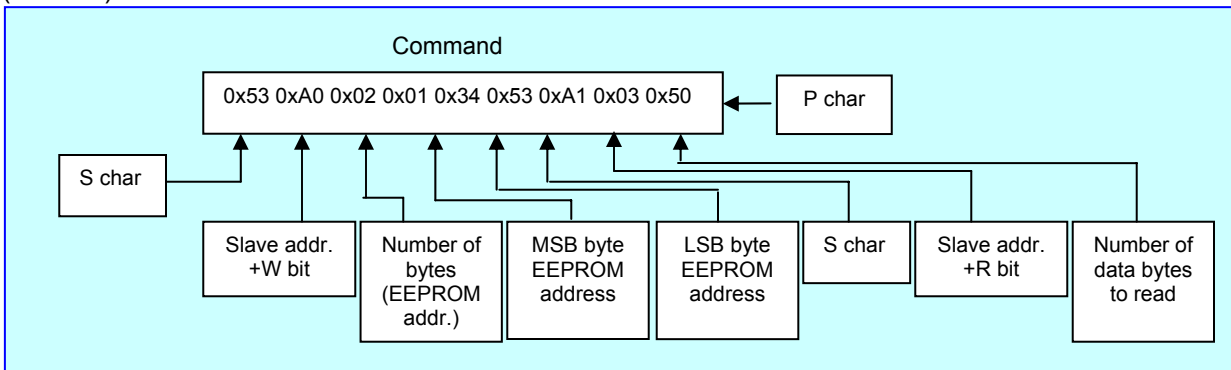 Command
0x53 0xA0 0x02 0x01 0x34 0x53 0xA1 0x03 0x50
P char
S char
Slave addr.
+W bit
Number of
bytes
(EEPROM
addr.)
MSB byte
EEPROM
address
LSB byte
EEPROM
address
S char
Slave addr.
+R bit
Number of
data bytes
to read